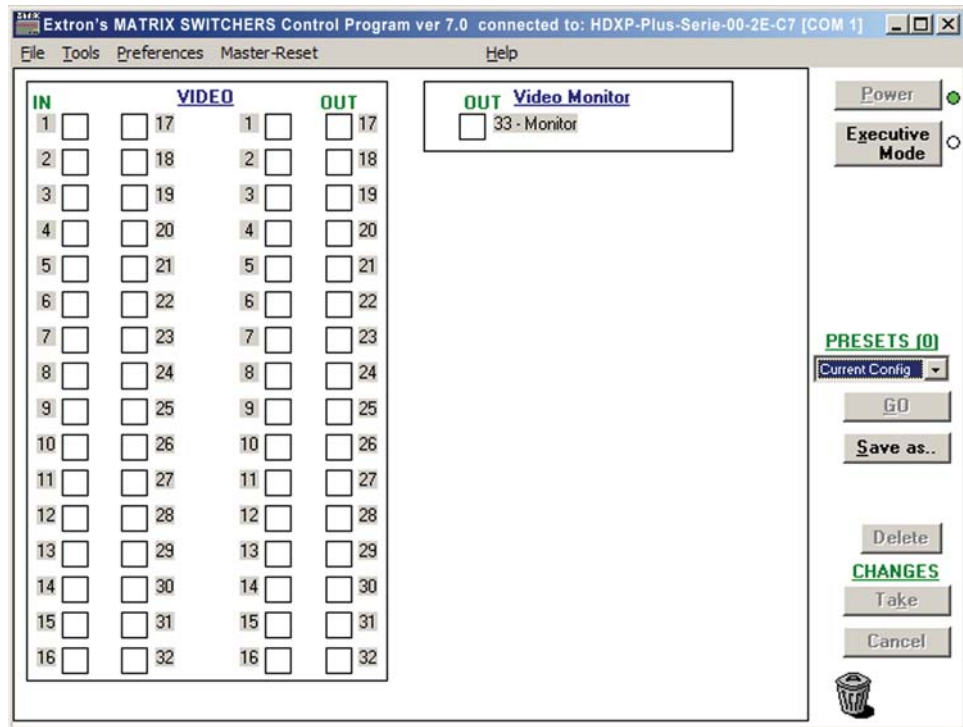 Extron's MATRIX SWITCHERS Control Program ver 7.0 connected to: HDXP-Plus-Serie-00-2E-C7 [COM 1]
File Tools Preferences Master-Reset Help
IN VIDEO OUT
1 17 1 17
2 18 2 18
3 19 3 19
4 20 4 20
5 21 5 21
6 22 6 22
7 23 7 23
8 24 8 24
9 25 9 25
10 26 10 26
11 27 11 27
12 28 12 28
13 29 13 29
14 30 14 30
15 31 15 31
16 32 16 32
OUT Video Monitor
33 - Monitor
Power
Executive
Mode
PRESETS (0)
Current Config
GO
Save as..
Delete
CHANGES
Take
Cancel